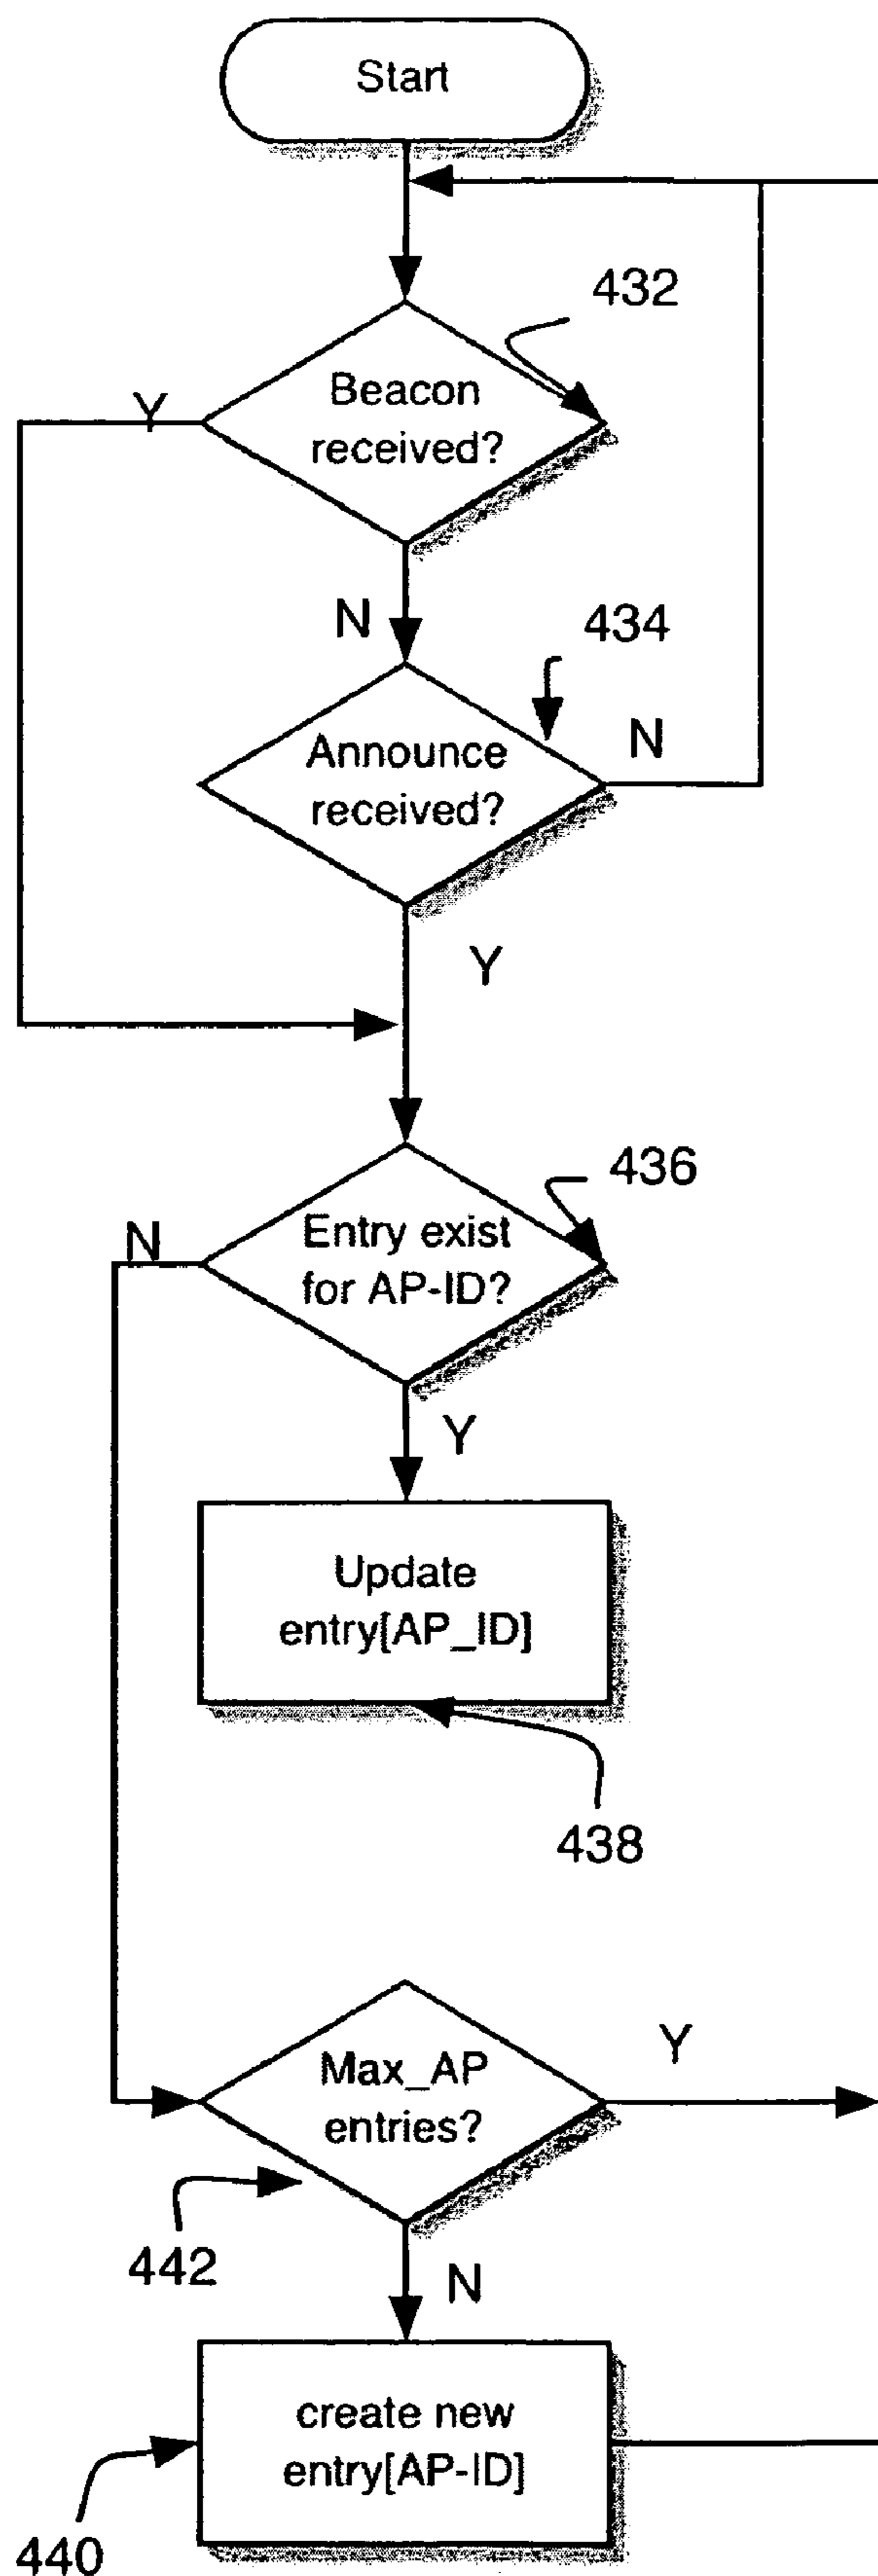 Start
432
Beacon
received?
Y
N
434
Announce
received?
N
Y
436
Entry exist
for AP-ID?
N
Y
Update
entry[AP_ID]
438
Max_AP
entries?
Y
442
N
create new
entry[AP-ID]
440